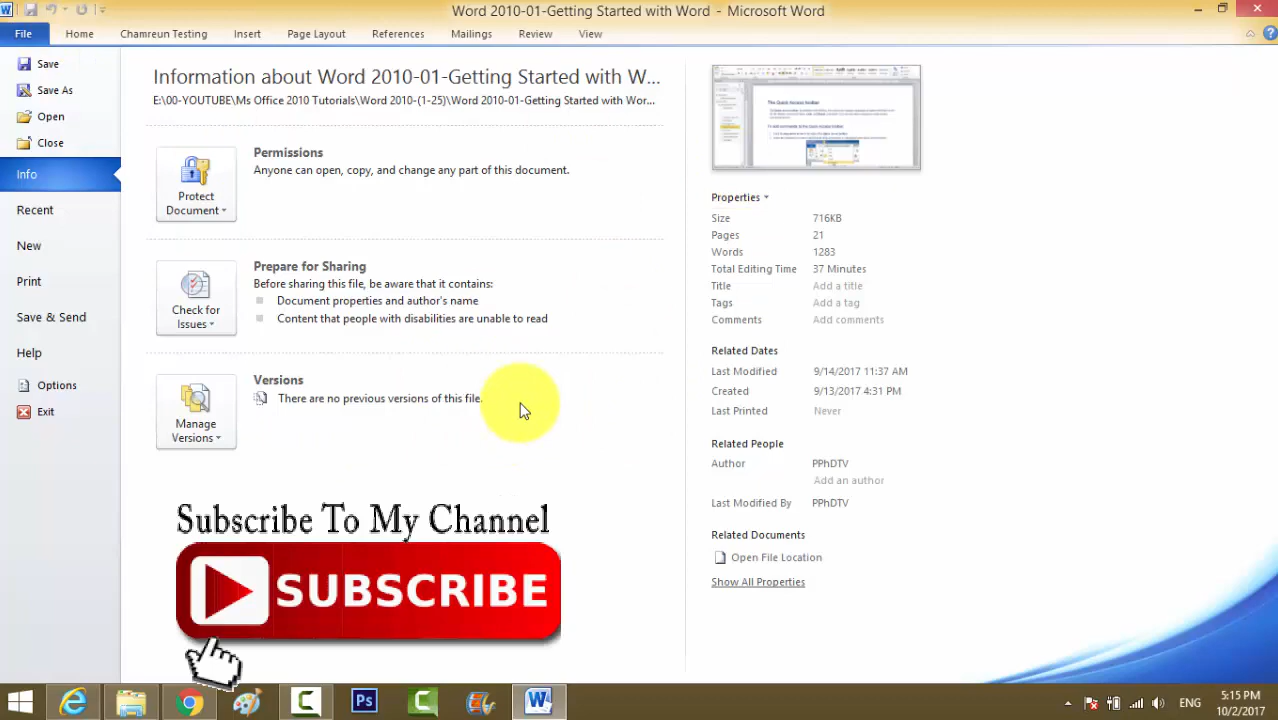 Word 2010-01-Getting Started with Word - Microsoft Word
File Home Chamreun Testing Insert Page Layout References Mailings Review View
Save
Save As
Open
Close
Info
Recent
New
Print
Save & Send
Help
Options
Exit
Information about Word 2010-01-Getting Started with W...
E:\00-YOUTUBE\Ms Office 2010 Tutorials\Word 2010-(1-25)\Word 2010-01-Getting Started with Wor...
Protect
Document
Permissions
Anyone can open, copy, and change any part of this document.
Check for
Issues
Prepare for Sharing
Before sharing this file, be aware that it contains:
Document properties and author's name
Content that people with disabilities are unable to read
Manage
Versions
Versions
There are no previous versions of this file.
Subscribe To My Channel
SUBSCRIBE
The Quick Access toolbar
Properties
Size 716KB
Pages 21
Words 1283
Total Editing Time 37 Minutes
Title Add a title
Tags Add a tag
Comments Add comments
Related Dates
Last Modified 9/14/2017 11:37 AM
Created 9/13/2017 4:31 PM
Last Printed Never
Related People
Author PPhDTV
Add an author
Last Modified By PPhDTV
Related Documents
Open File Location
Show All Properties
Ps
ENG
5:15 PM
10/2/2017